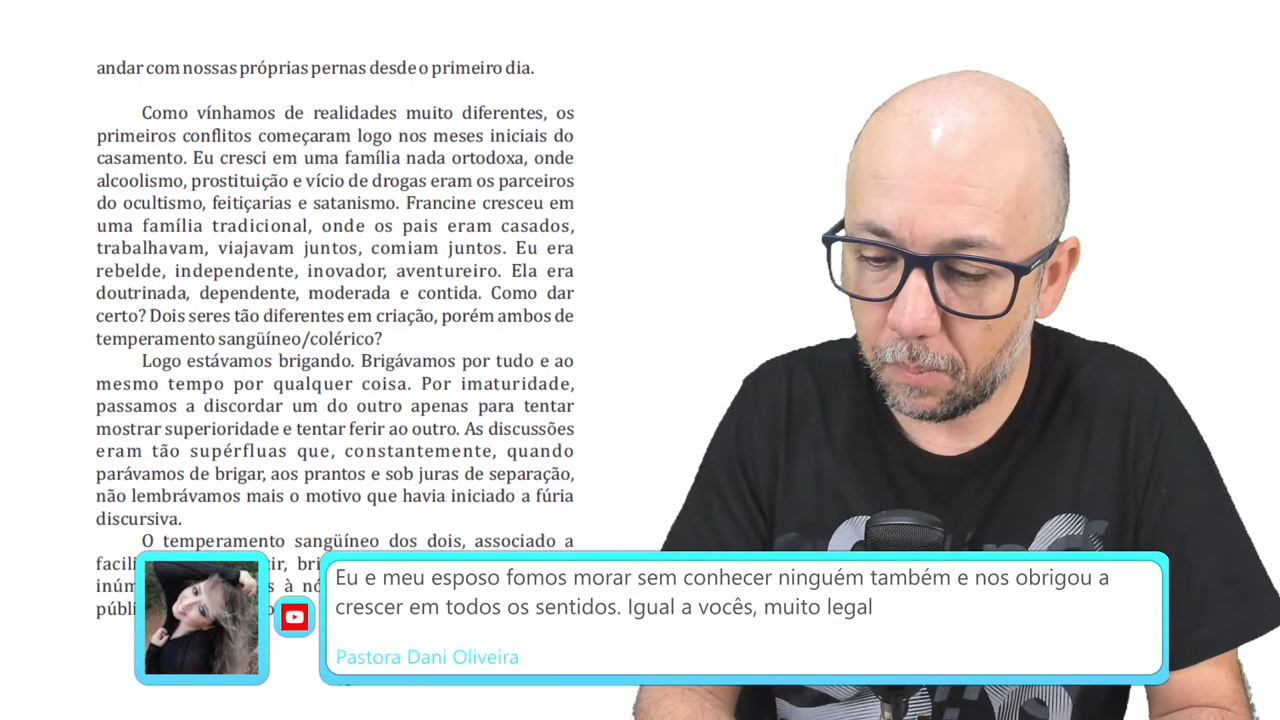 andar com nossas próprias pernas desde o primeiro dia.
Como vínhamos de realidades muito diferentes, os
primeiros conflitos começaram logo nos meses iniciais do
casamento. Eu cresci em uma família nada ortodoxa, onde
alcoolismo, prostituição e vício de drogas eram os parceiros
do ocultismo, feitiçarias e satanismo. Francine cresceu em
uma família tradicional, onde os pais eram casados,
trabalhavam, viajavam juntos, comiam juntos. Eu era
rebelde, independente, inovador, aventureiro. Ela era
doutrinada, dependente, moderada e contida. Como dar
certo? Dois seres tão diferentes em criação, porém ambos de
temperamento sangüíneo/colérico?
Logo estávamos brigando. Brigávamos por tudo e ao
mesmo tempo por qualquer coisa. Por imaturidade,
passamos a discordar um do outro apenas para tentar
mostrar superioridade e tentar ferir ao outro. As discussões
eram tão supérfluas que, constantemente, quando
parávamos de brigar, aos prantos e sob juras de separação,
não lembrávamos mais o motivo que havia iniciado a fúria
discursiva.
O temperamento sangüíneo dos dois, associado a
Eu e meu esposo fomos morar sem conhecer ninguém também e nos obrigou a
crescer em todos os sentidos. Igual a vocês, muito legal
Pastora Dani Oliveira